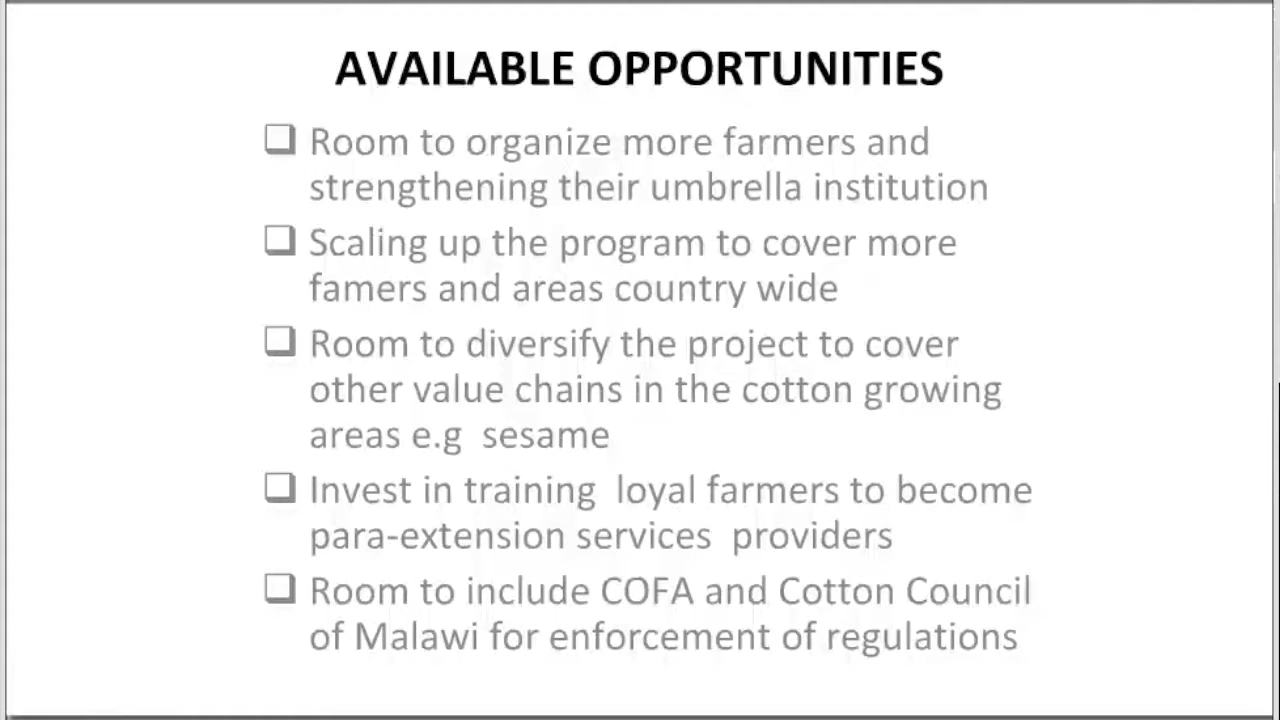 AVAILABLE OPPORTUNITIES
Room to organize more farmers and
strengthening their umbrella institution
Scaling up the program to cover more
famers and areas country wide
Room to diversify the project to cover
other value chains in the cotton growing
areas e.g  sesame
Invest in training  loyal farmers to become
para-extension services  providers
Room to include COFA and Cotton Council
of Malawi for enforcement of regulations